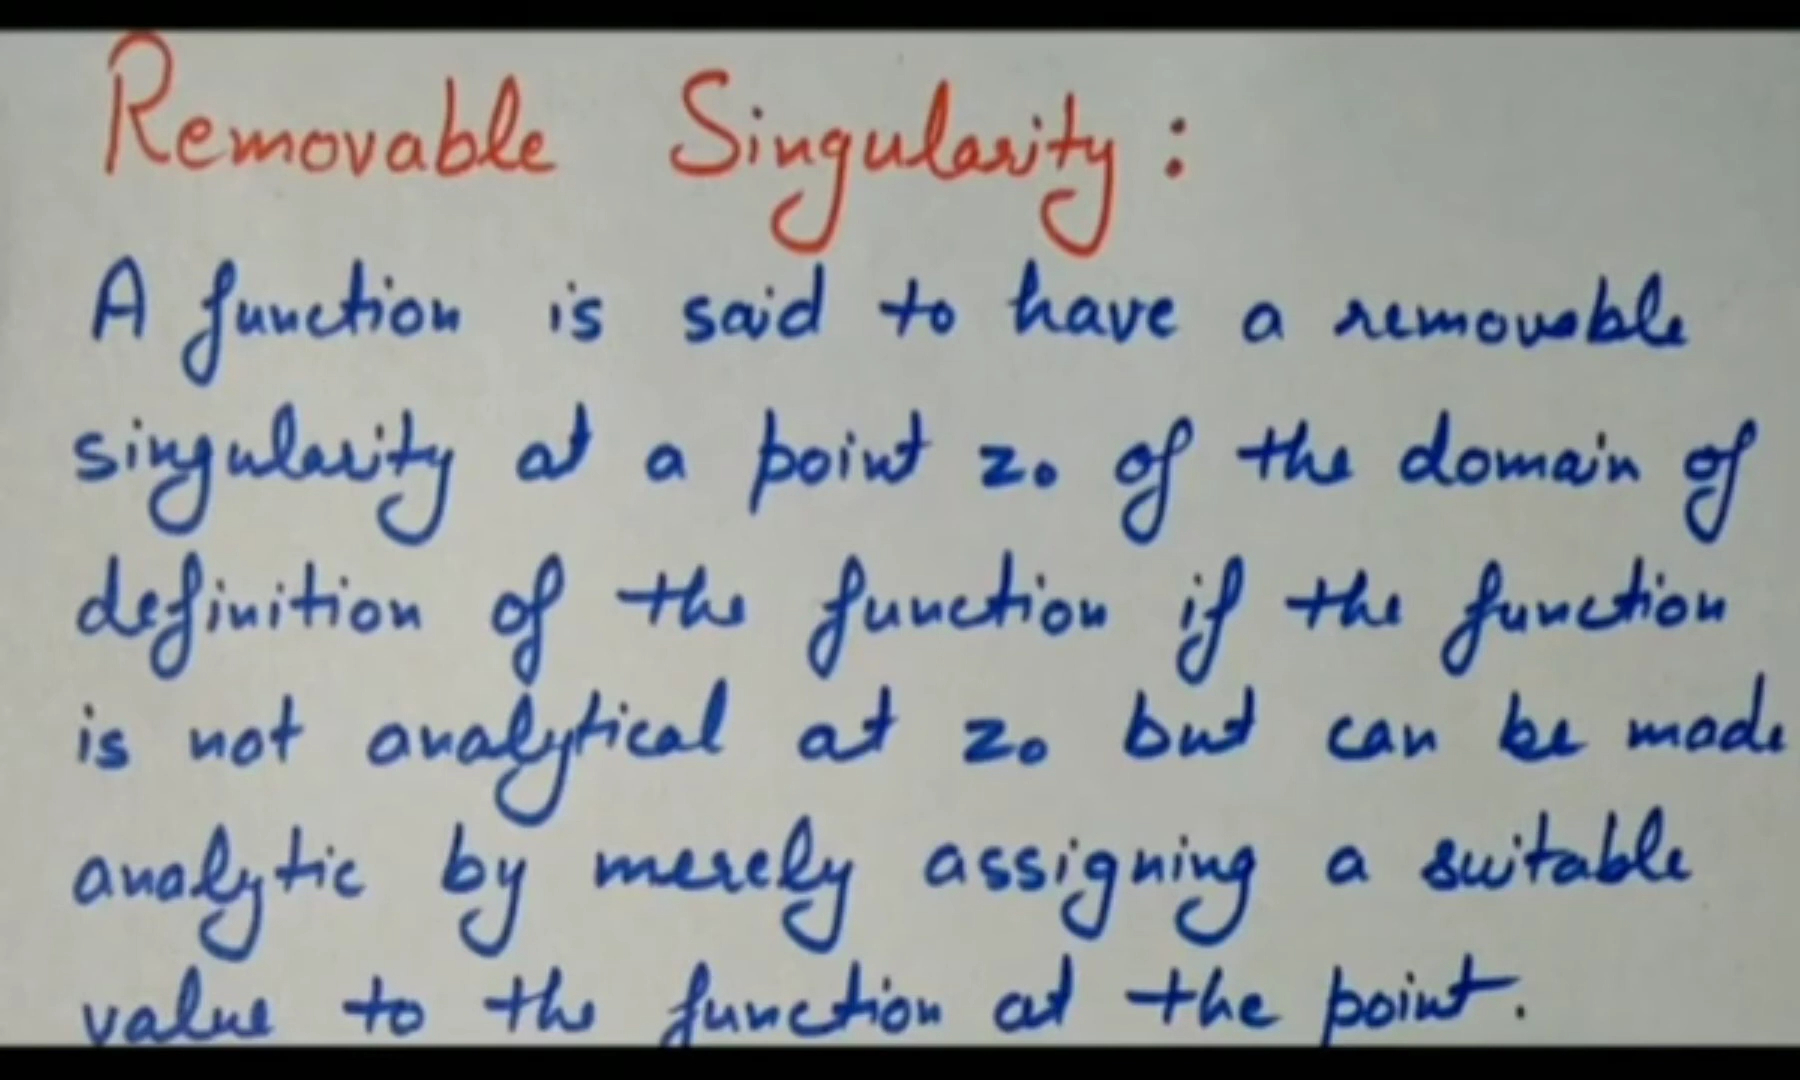 Removable Singularity:
A function is said to have a removable
singularity at a point z₀ of the domain of
definition of the function if the function
is not analytical at z₀ but can be made
analytic by merely assigning a suitable
value to the function at the point.